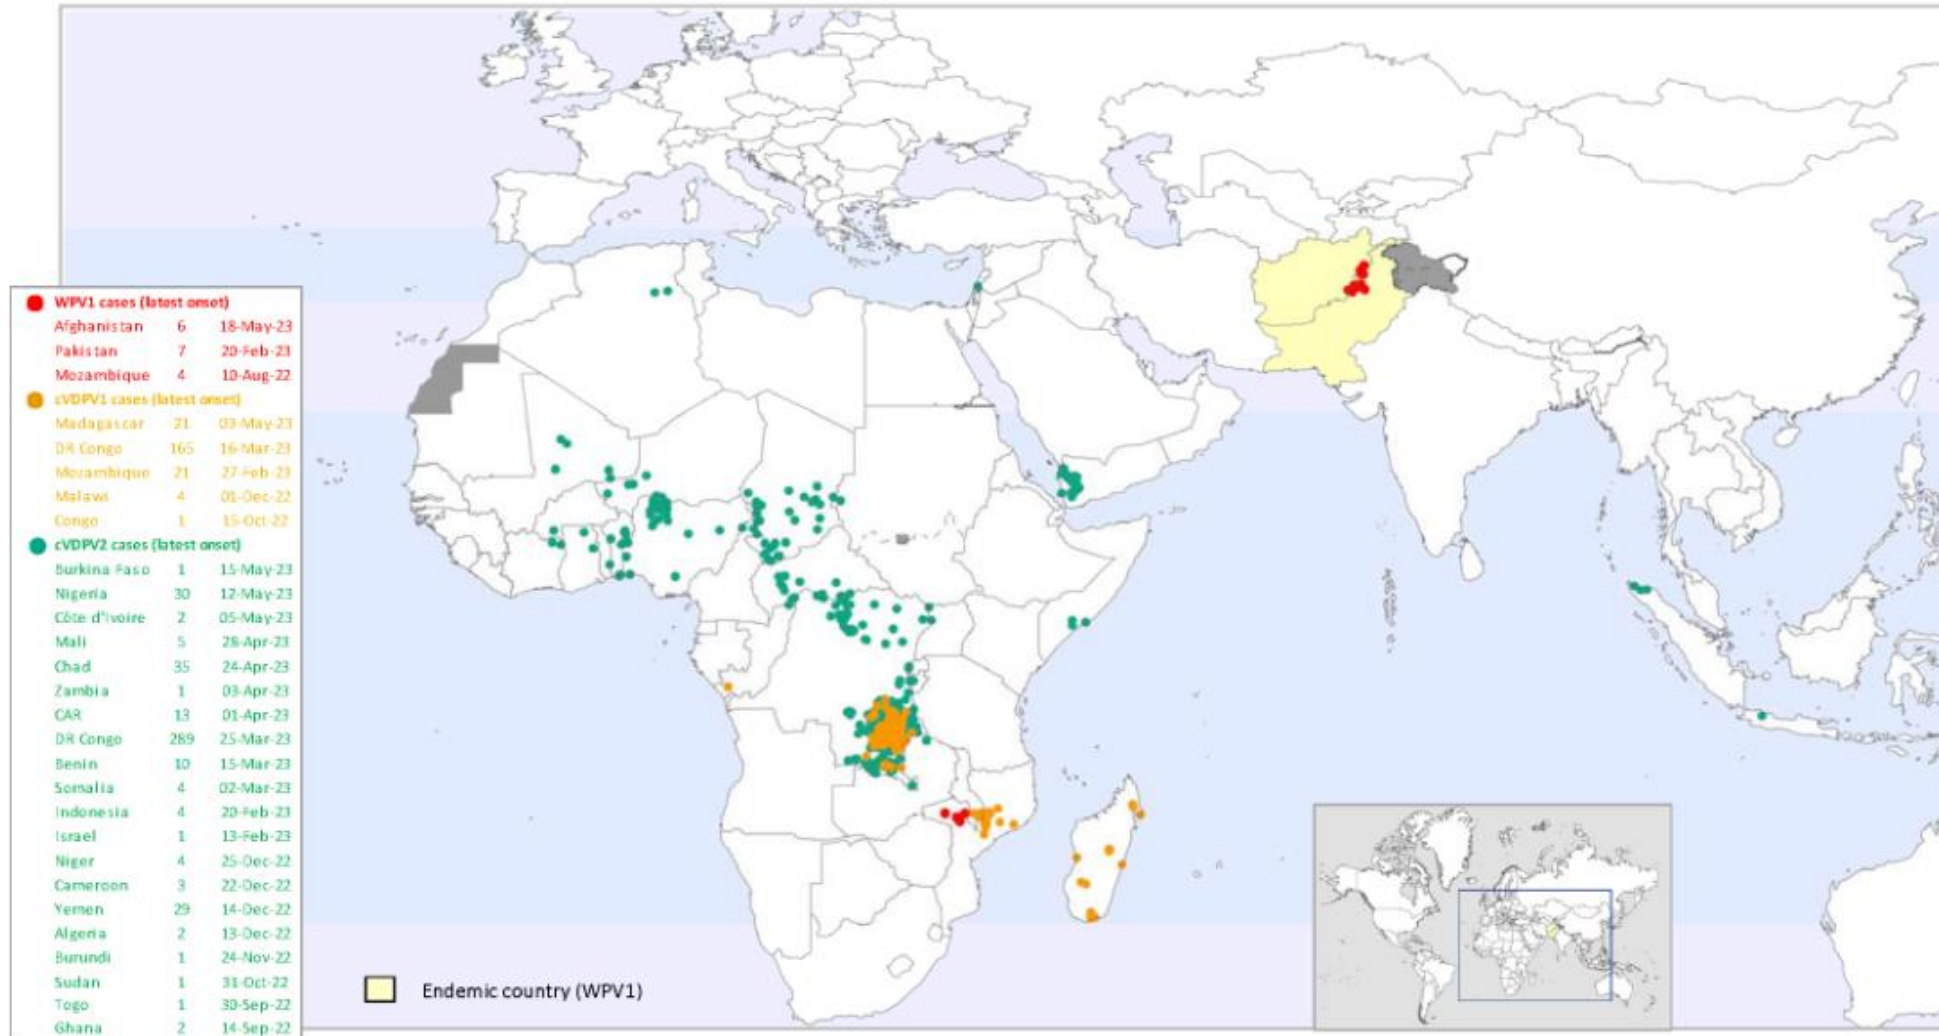 WPV1 cases (latest onset)
Afghanistan 6 18-May-23
Pakistan 7 20-Feb-23
Mozambique 4 10-Aug-22
cVDPV1 cases (latest onset)
Madagascar 21 03-May-23
DR Congo 165 16-Mar-23
Mozambique 21 27-Feb-23
Malawi 4 01-Dec-22
Congo 1 15-Oct-22
cVDPV2 cases (latest onset)
Burkina Faso 1 15-May-23
Nigeria 30 12-May-23
Côte d'Ivoire 2 05-May-23
Mali 5 28-Apr-23
Chad 35 24-Apr-23
Zambia 1 03-Apr-23
CAR 13 01-Apr-23
DR Congo 289 25-Mar-23
Benin 10 15-Mar-23
Somalia 4 02-Mar-23
Indonesia 4 20-Feb-23
Israel 1 13-Feb-23
Niger 4 25-Dec-22
Cameroon 3 22-Dec-22
Yemen 29 14-Dec-22
Algeria 2 13-Dec-22
Burundi 1 24-Nov-22
Sudan 1 31-Oct-22
Togo 1 30-Sep-22
Ghana 2 14-Sep-22
Endemic country (WPV1)